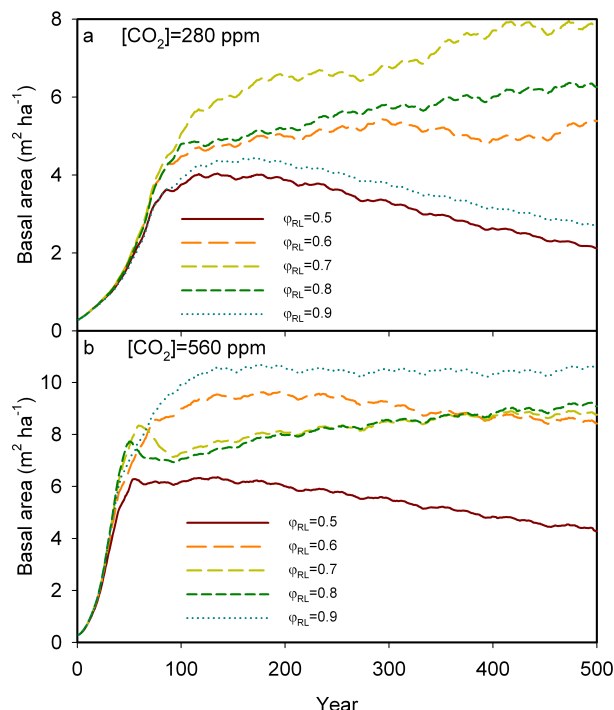 a [CO₂]=280 ppm
Basal area (m² ha⁻¹)
8
6
4
2
0
φRL=0.5
φRL=0.6
φRL=0.7
φRL=0.8
φRL=0.9
b [CO₂]=560 ppm
Basal area (m² ha⁻¹)
10
8
6
4
2
0
φRL=0.5
φRL=0.6
φRL=0.7
φRL=0.8
φRL=0.9
0 100 200 300 400 500
Year